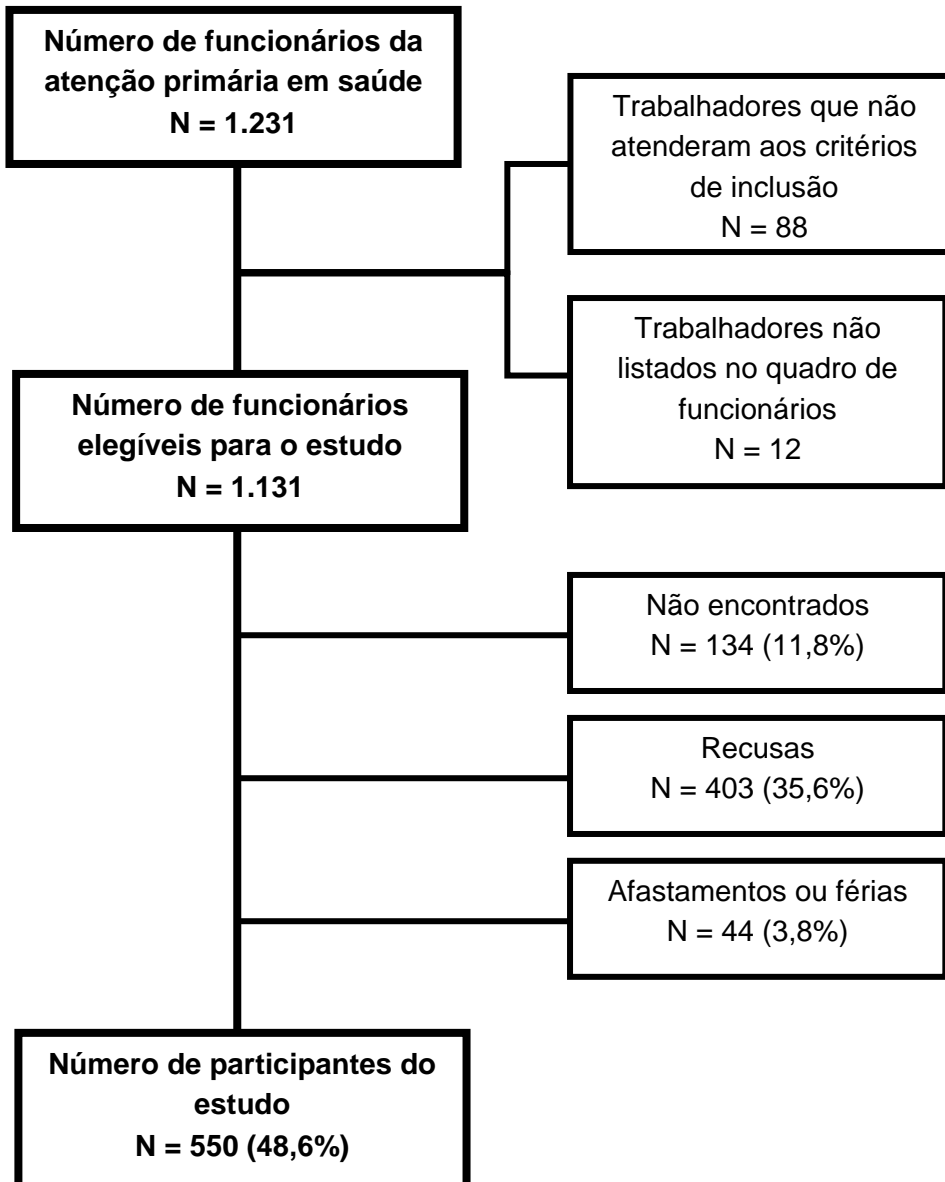 Número de funcionários da
atenção primária em saúde
N = 1.231
Trabalhadores que não
atenderam aos critérios
de inclusão
N = 88
Trabalhadores não
listados no quadro de
funcionários
N = 12
Número de funcionários
elegíveis para o estudo
N = 1.131
Não encontrados
N = 134 (11,8%)
Recusas
N = 403 (35,6%)
Afastamentos ou férias
N = 44 (3,8%)
Número de participantes do
estudo
N = 550 (48,6%)